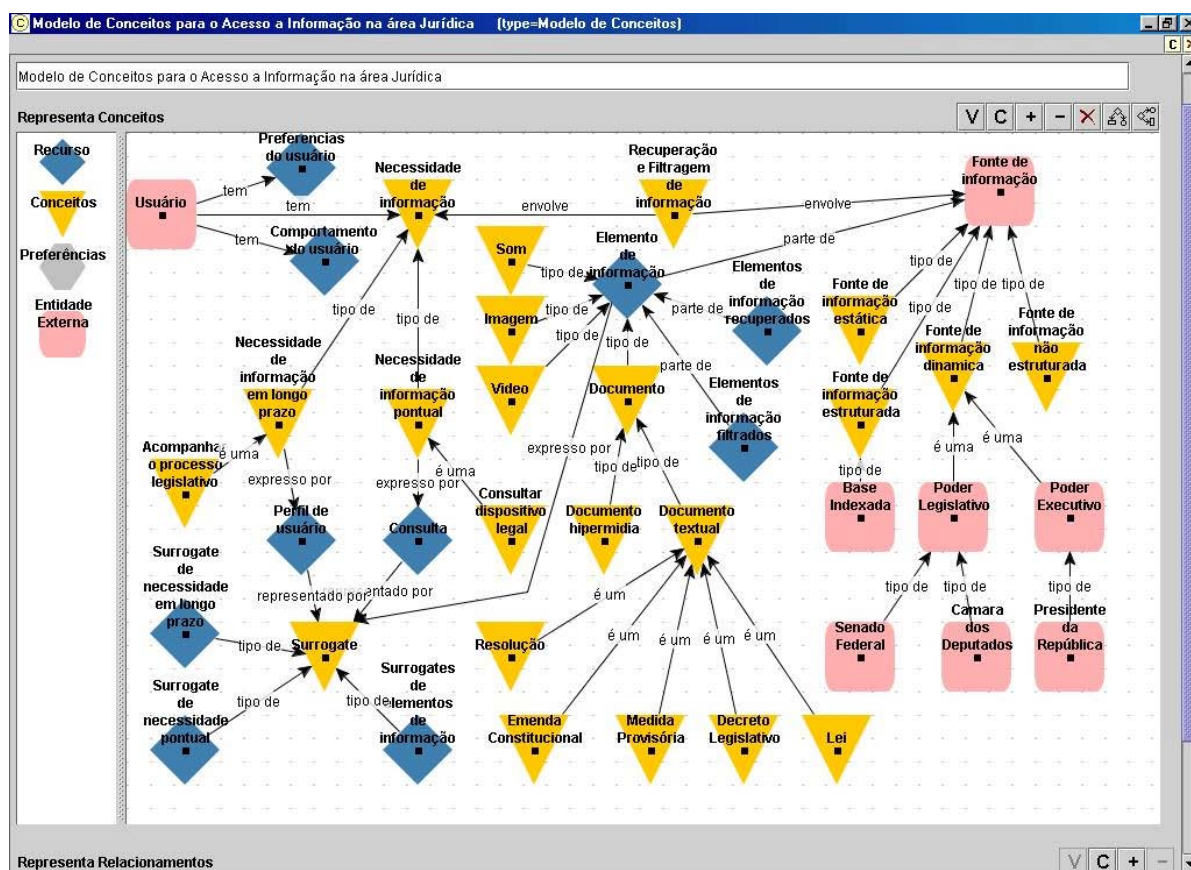 Modelo de Conceitos para o Acesso a Informação na área Jurídica (type=Modelo de Conceitos)
C
Modelo de Conceitos para o Acesso a Informação na área Jurídica
Representa Conceitos
V C + −
Recurso
Conceitos
Preferências
Entidade
Externa
Preferencias
do usuário
Usuário
tem
tem
tem
Comportamento
do usuário
Necessidade
de
informação
envolve
Recuperação
e Filtragem
de
informação
envolve
Fonte de
informação
Som
tipo de
Elemento
de
informação
parte de
Imagem
tipo de
Video
tipo de
tipo de
Documento
parte de
Elementos
de
informação
recuperados
parte de
Elementos
de
informação
filtrados
tipo de
tipo de
tipo de
Fonte de
informação
estática
Fonte de
informação
dinamica
Fonte de
informação
não
estruturada
Fonte de
informação
estruturada
tipo de
tipo de
Necessidade
de
informação
em longo
prazo
Necessidade
de
informação
pontual
Acompanhar
o processo
legislativo
é uma
expresso por
expresso por
é uma
Consultar
dispositivo
legal
expresso por
tipo de
tipo de
Documento
hipermidia
Documento
textual
tipo de
é uma
é uma
Base
Indexada
Poder
Legislativo
Poder
Executivo
Perfil de
usuário
Consulta
Surrogate
de
necessidade
em longo
prazo
representado por
representado por
tipo de
Surrogate
Surrogate
de
necessidade
pontual
tipo de
tipo de
Surrogates
de
elementos
de
informação
Resolução
é um
é um
é um
é um
é um
Emenda
Constitucional
Medida
Provisória
Decreto
Legislativo
Lei
tipo de
tipo de
tipo de
Senado
Federal
Camara
dos
Deputados
Presidente
da
República
Representa Relacionamentos
V C + −